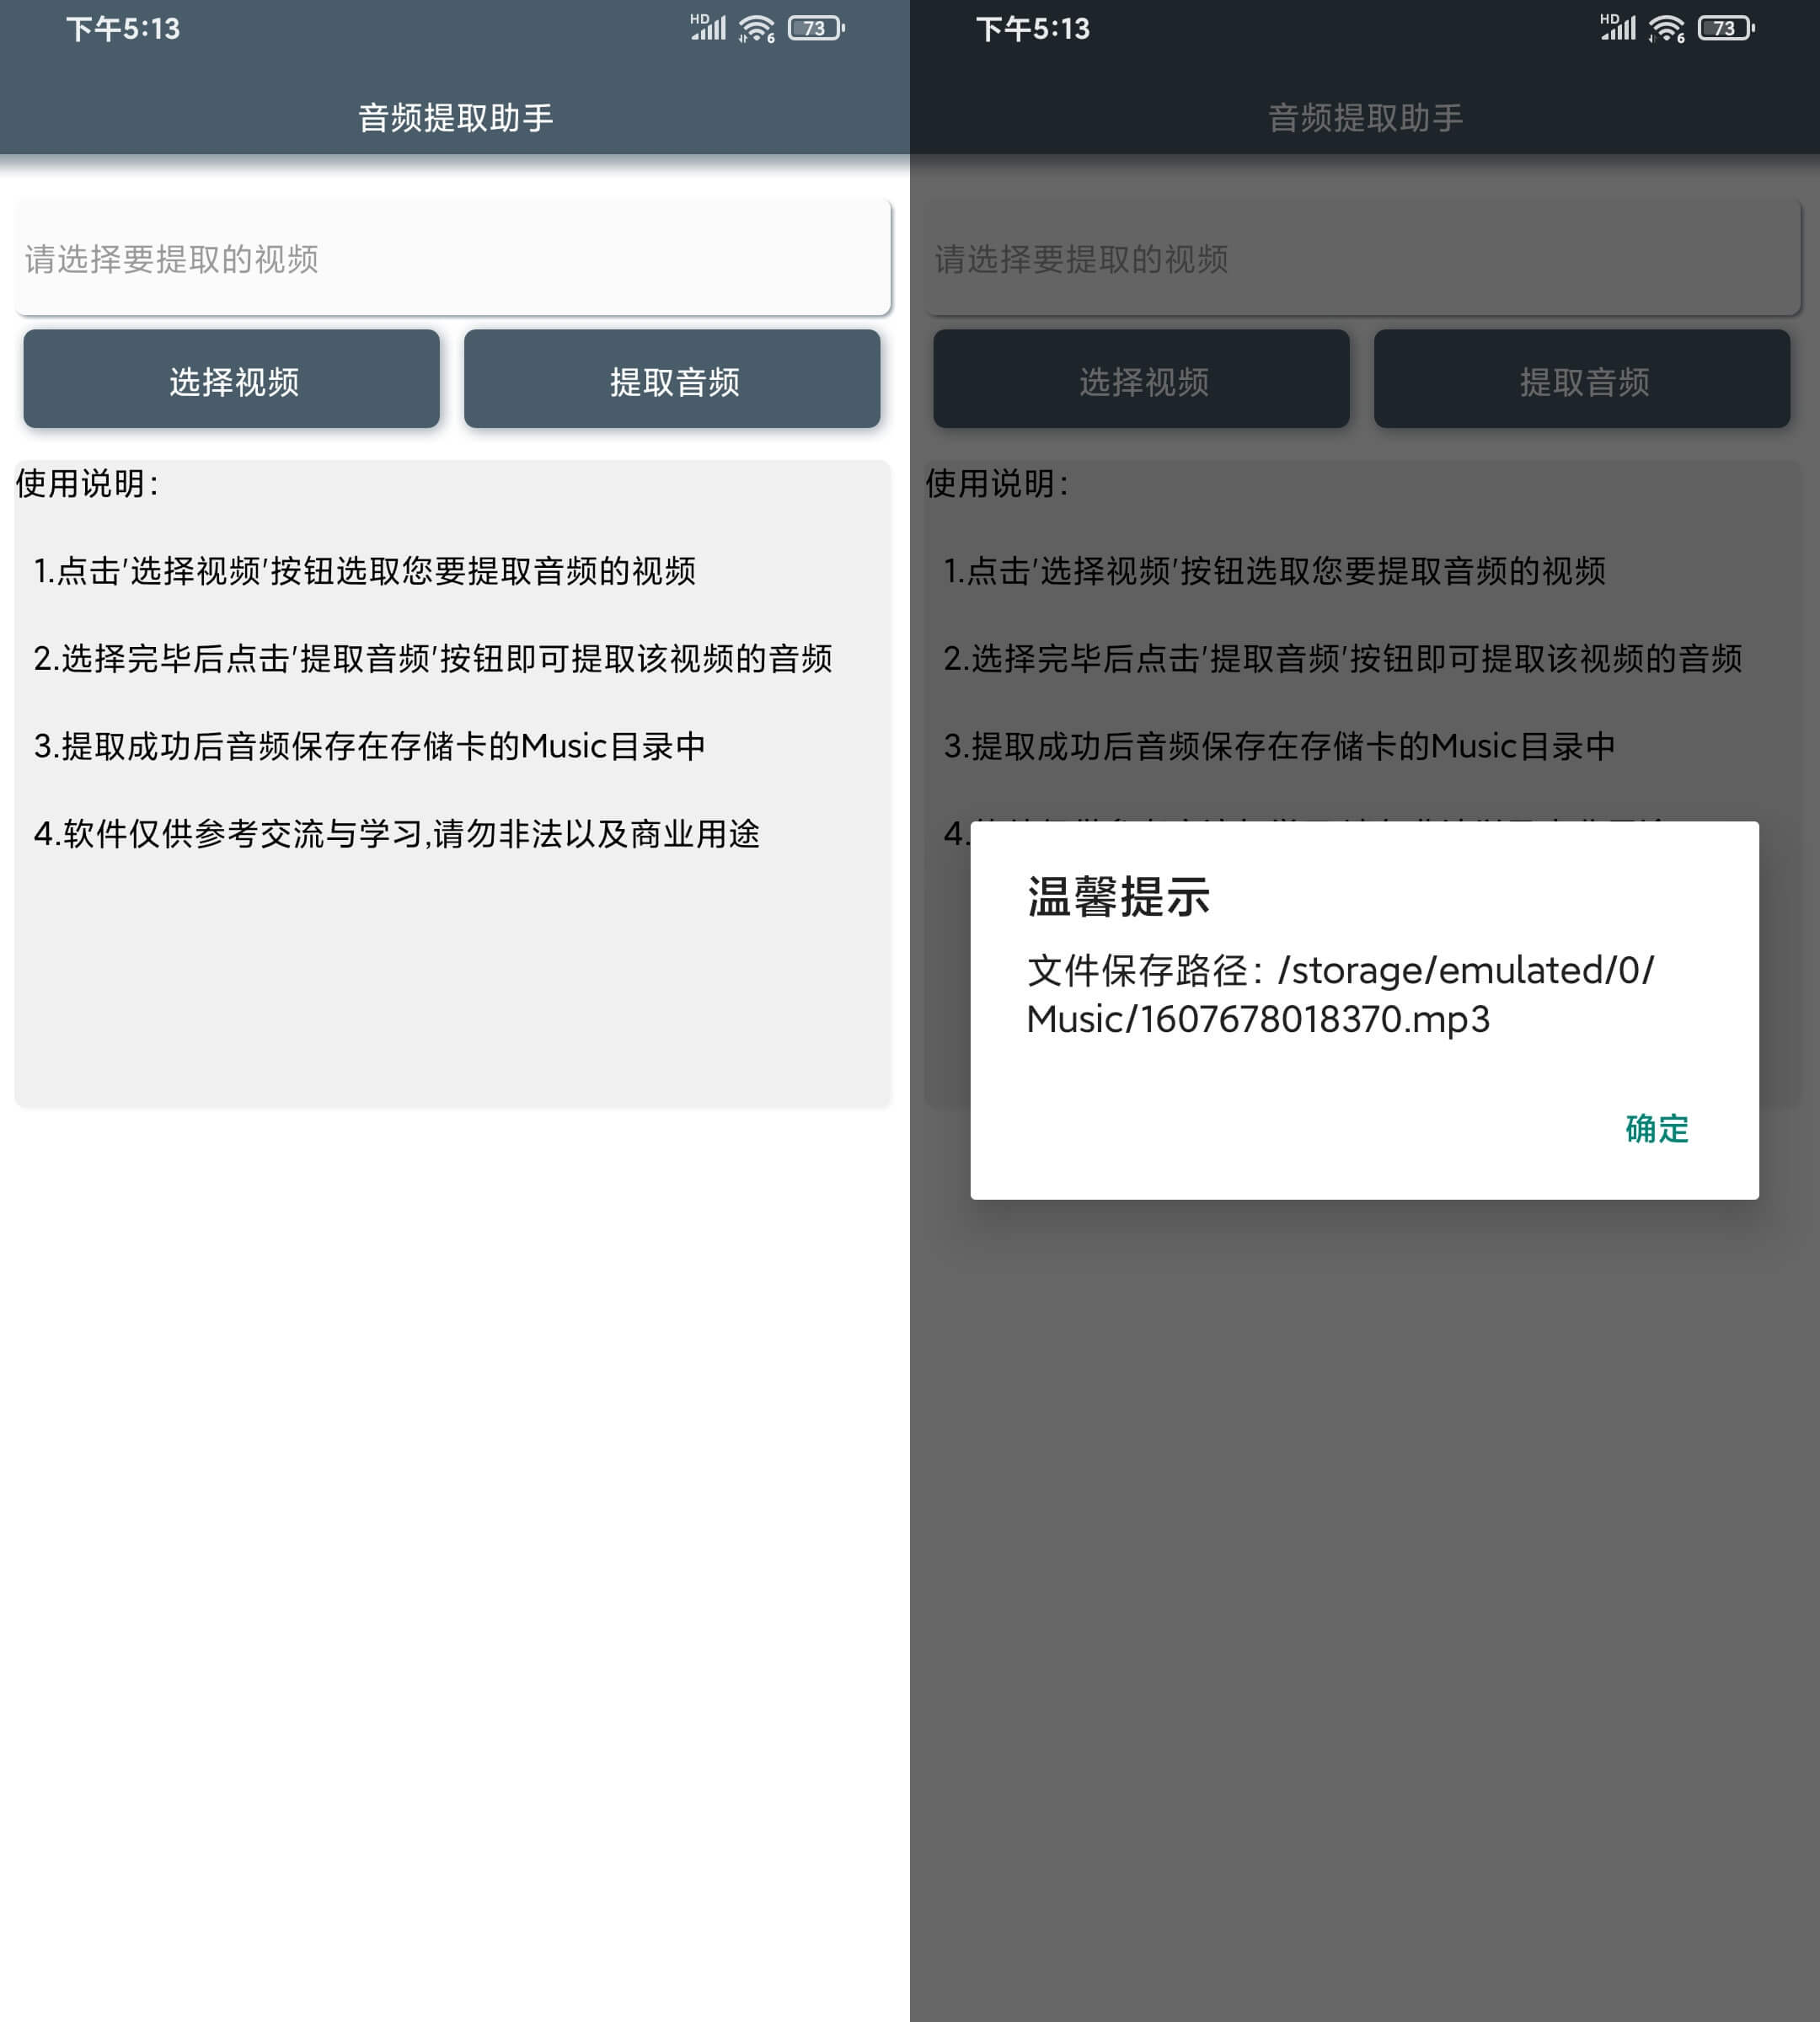 下午5:13
HD
6
73
音频提取助手
请选择要提取的视频
选择视频
提取音频
使用说明：
1.点击'选择视频'按钮选取您要提取音频的视频
2.选择完毕后点击'提取音频'按钮即可提取该视频的音频
3.提取成功后音频保存在存储卡的Music目录中
4.软件仅供参考交流与学习,请勿非法以及商业用途
下午5:13
HD
6
73
音频提取助手
请选择要提取的视频
选择视频
提取音频
使用说明：
1.点击'选择视频'按钮选取您要提取音频的视频
2.选择完毕后点击'提取音频'按钮即可提取该视频的音频
3.提取成功后音频保存在存储卡的Music目录中
4.
温馨提示
文件保存路径：/storage/emulated/0/
Music/1607678018370.mp3
确定